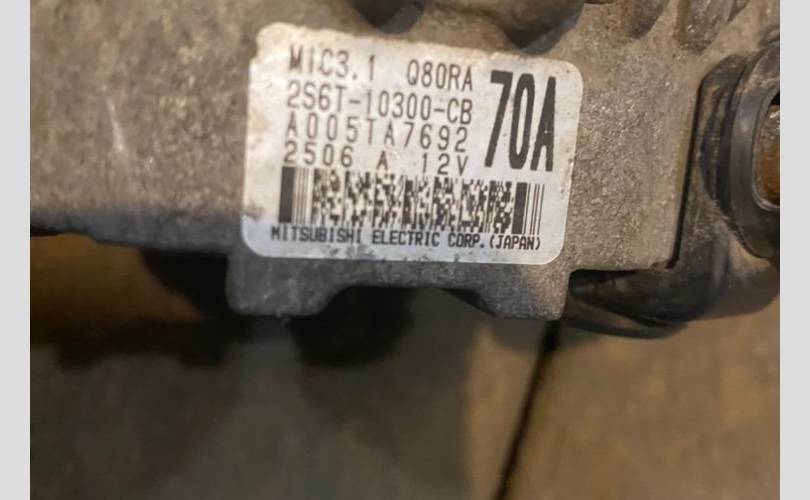 MIC3.1 Q80RA
70A
2S6T-10300-CB
A005TA7692
2506 A 12V
MITSUBISHI ELECTRIC CORP.(JAPAN)